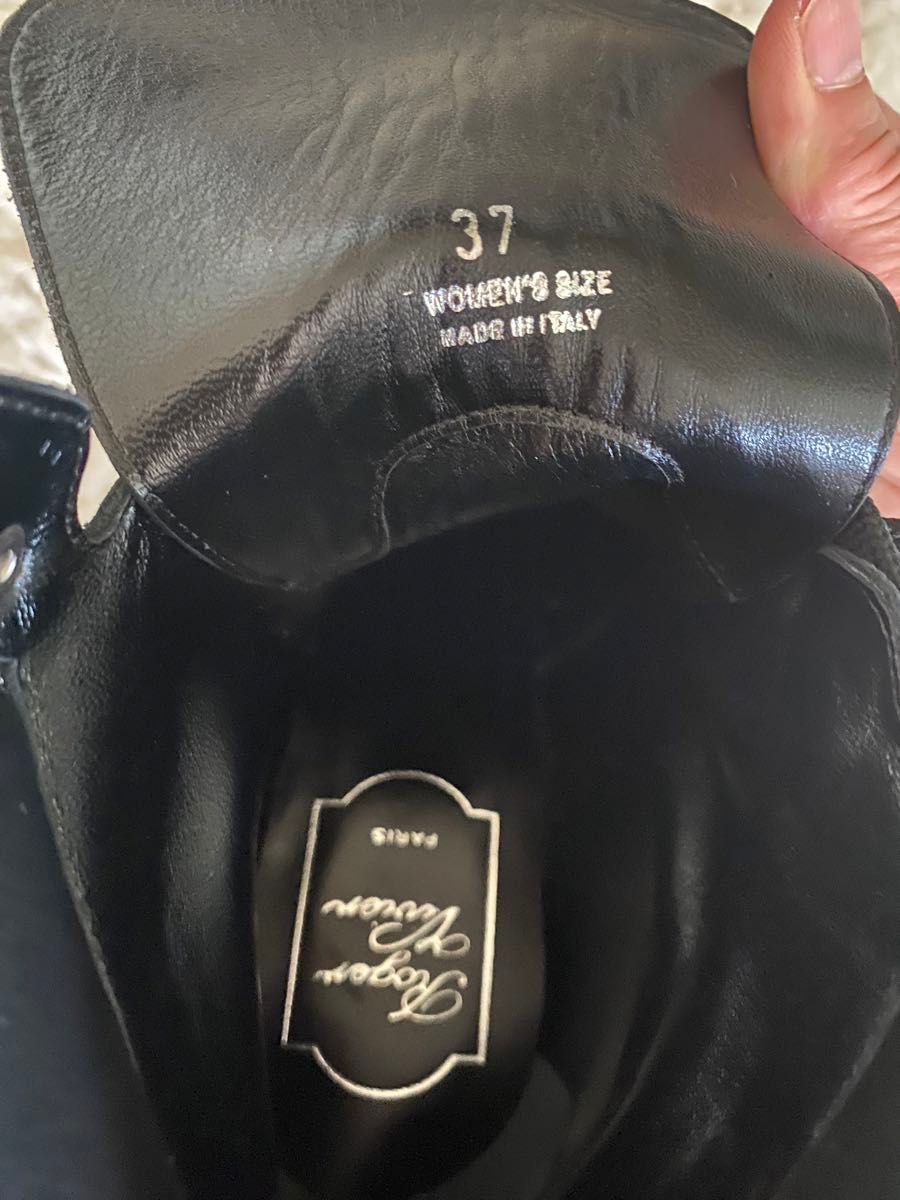 37
WOMEN'S SIZE
MADE IN ITALY
Roger
Vivier
PARIS